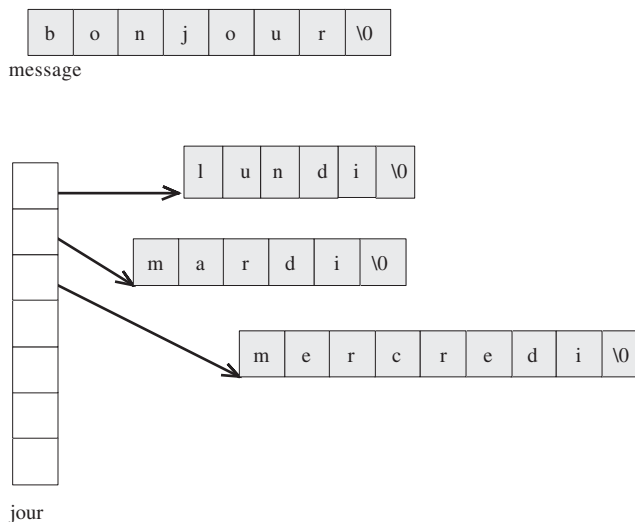 b o n j o u r \0
message
l u n d i \0
m a r d i \0
m e r c r e d i \0
jour